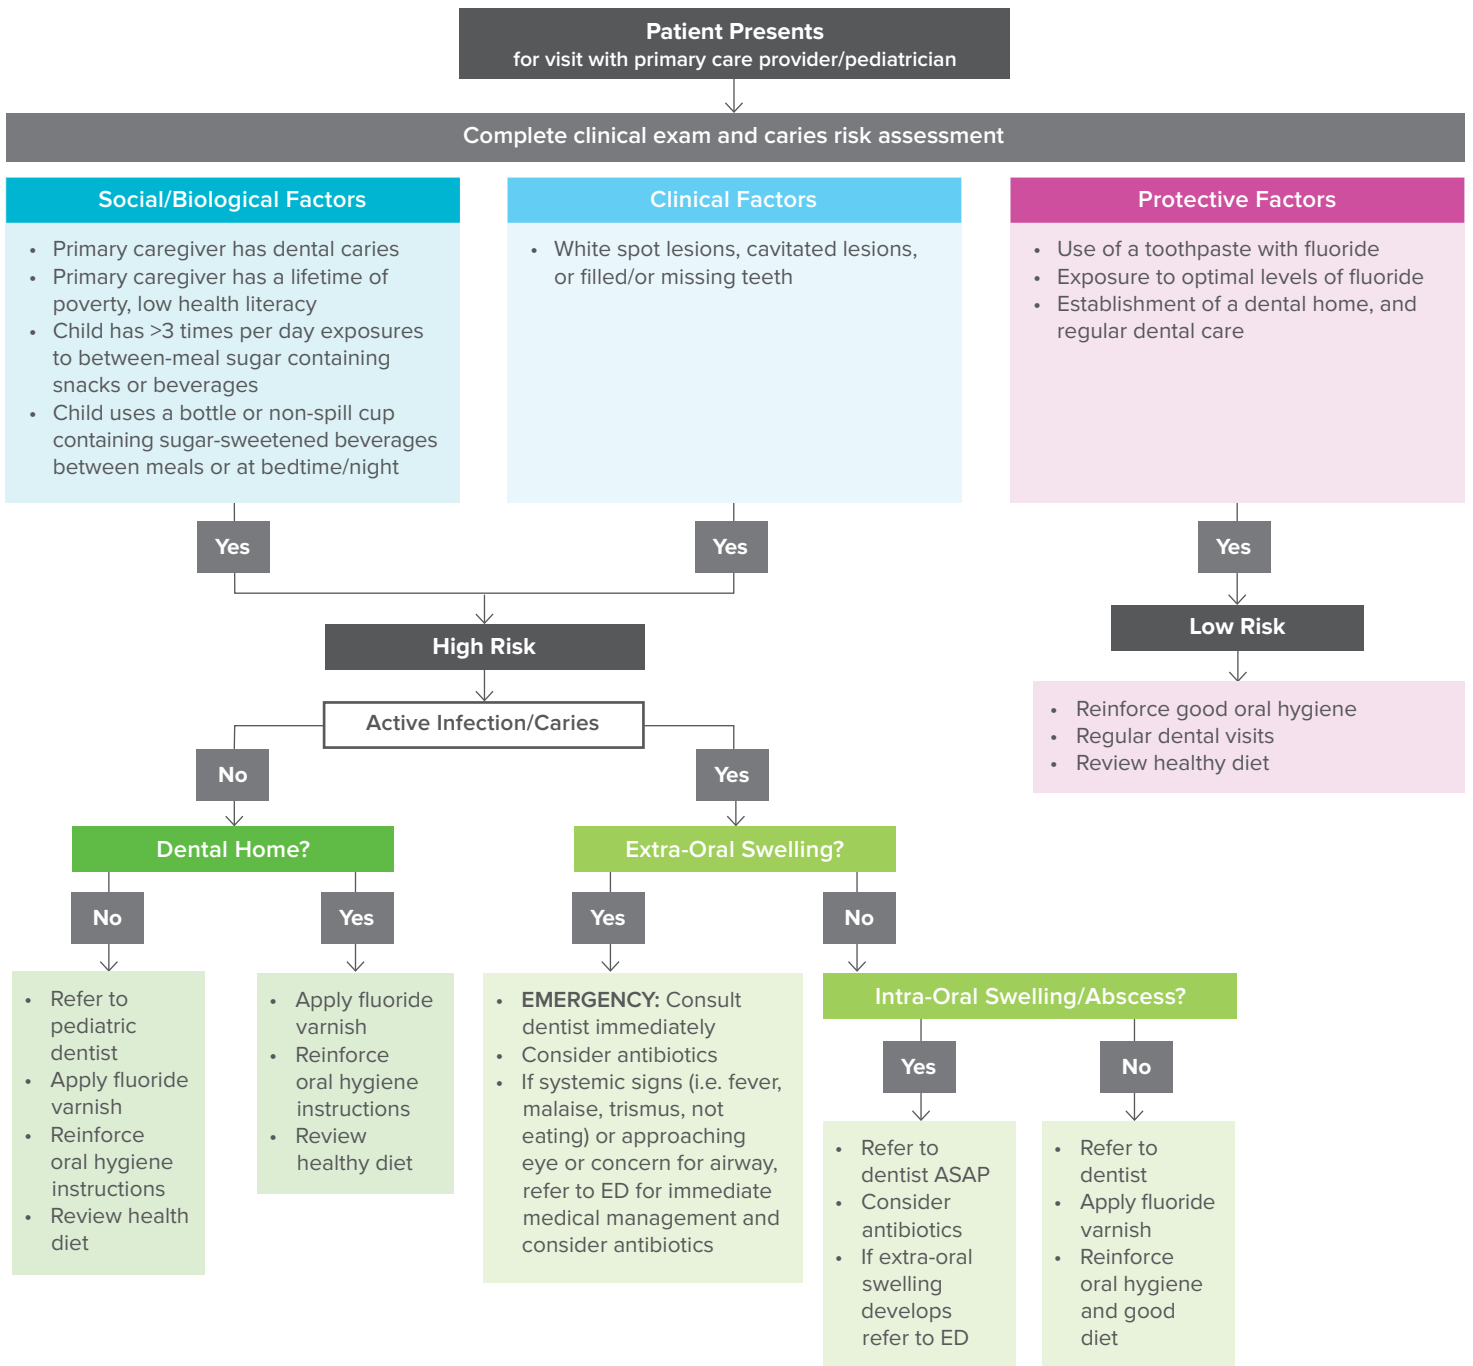 Patient Presents
for visit with primary care provider/pediatrician
Complete clinical exam and caries risk assessment
Social/Biological Factors
• Primary caregiver has dental caries
• Primary caregiver has a lifetime of
poverty, low health literacy
• Child has >3 times per day exposures
to between-meal sugar containing
snacks or beverages
• Child uses a bottle or non-spill cup
containing sugar-sweetened beverages
between meals or at bedtime/night
Clinical Factors
• White spot lesions, cavitated lesions,
or filled/or missing teeth
Protective Factors
• Use of a toothpaste with fluoride
• Exposure to optimal levels of fluoride
• Establishment of a dental home, and
regular dental care
Yes
Yes
Yes
High Risk
Low Risk
• Reinforce good oral hygiene
• Regular dental visits
• Review healthy diet
Active Infection/Caries
No
Yes
Dental Home?
Extra-Oral Swelling?
No
Yes
Yes
No
• Refer to
pediatric
dentist
• Apply fluoride
varnish
• Reinforce
oral hygiene
instructions
• Review health
diet
• Apply fluoride
varnish
• Reinforce
oral hygiene
instructions
• Review
healthy diet
• EMERGENCY: Consult
dentist immediately
• Consider antibiotics
• If systemic signs (i.e. fever,
malaise, trismus, not
eating) or approaching
eye or concern for airway,
refer to ED for immediate
medical management and
consider antibiotics
Intra-Oral Swelling/Abscess?
Yes
No
• Refer to
dentist ASAP
• Consider
antibiotics
• If extra-oral
swelling
develops
refer to ED
• Refer to
dentist
• Apply fluoride
varnish
• Reinforce
oral hygiene
and good
diet